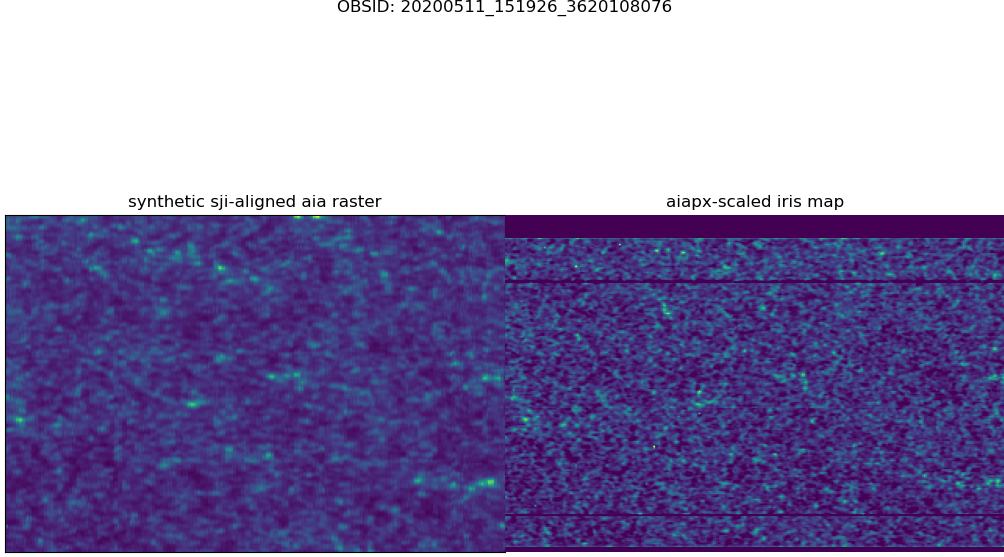 OBSID: 20200511_151926_3620108076
synthetic sji-aligned aia raster
aiapx-scaled iris map